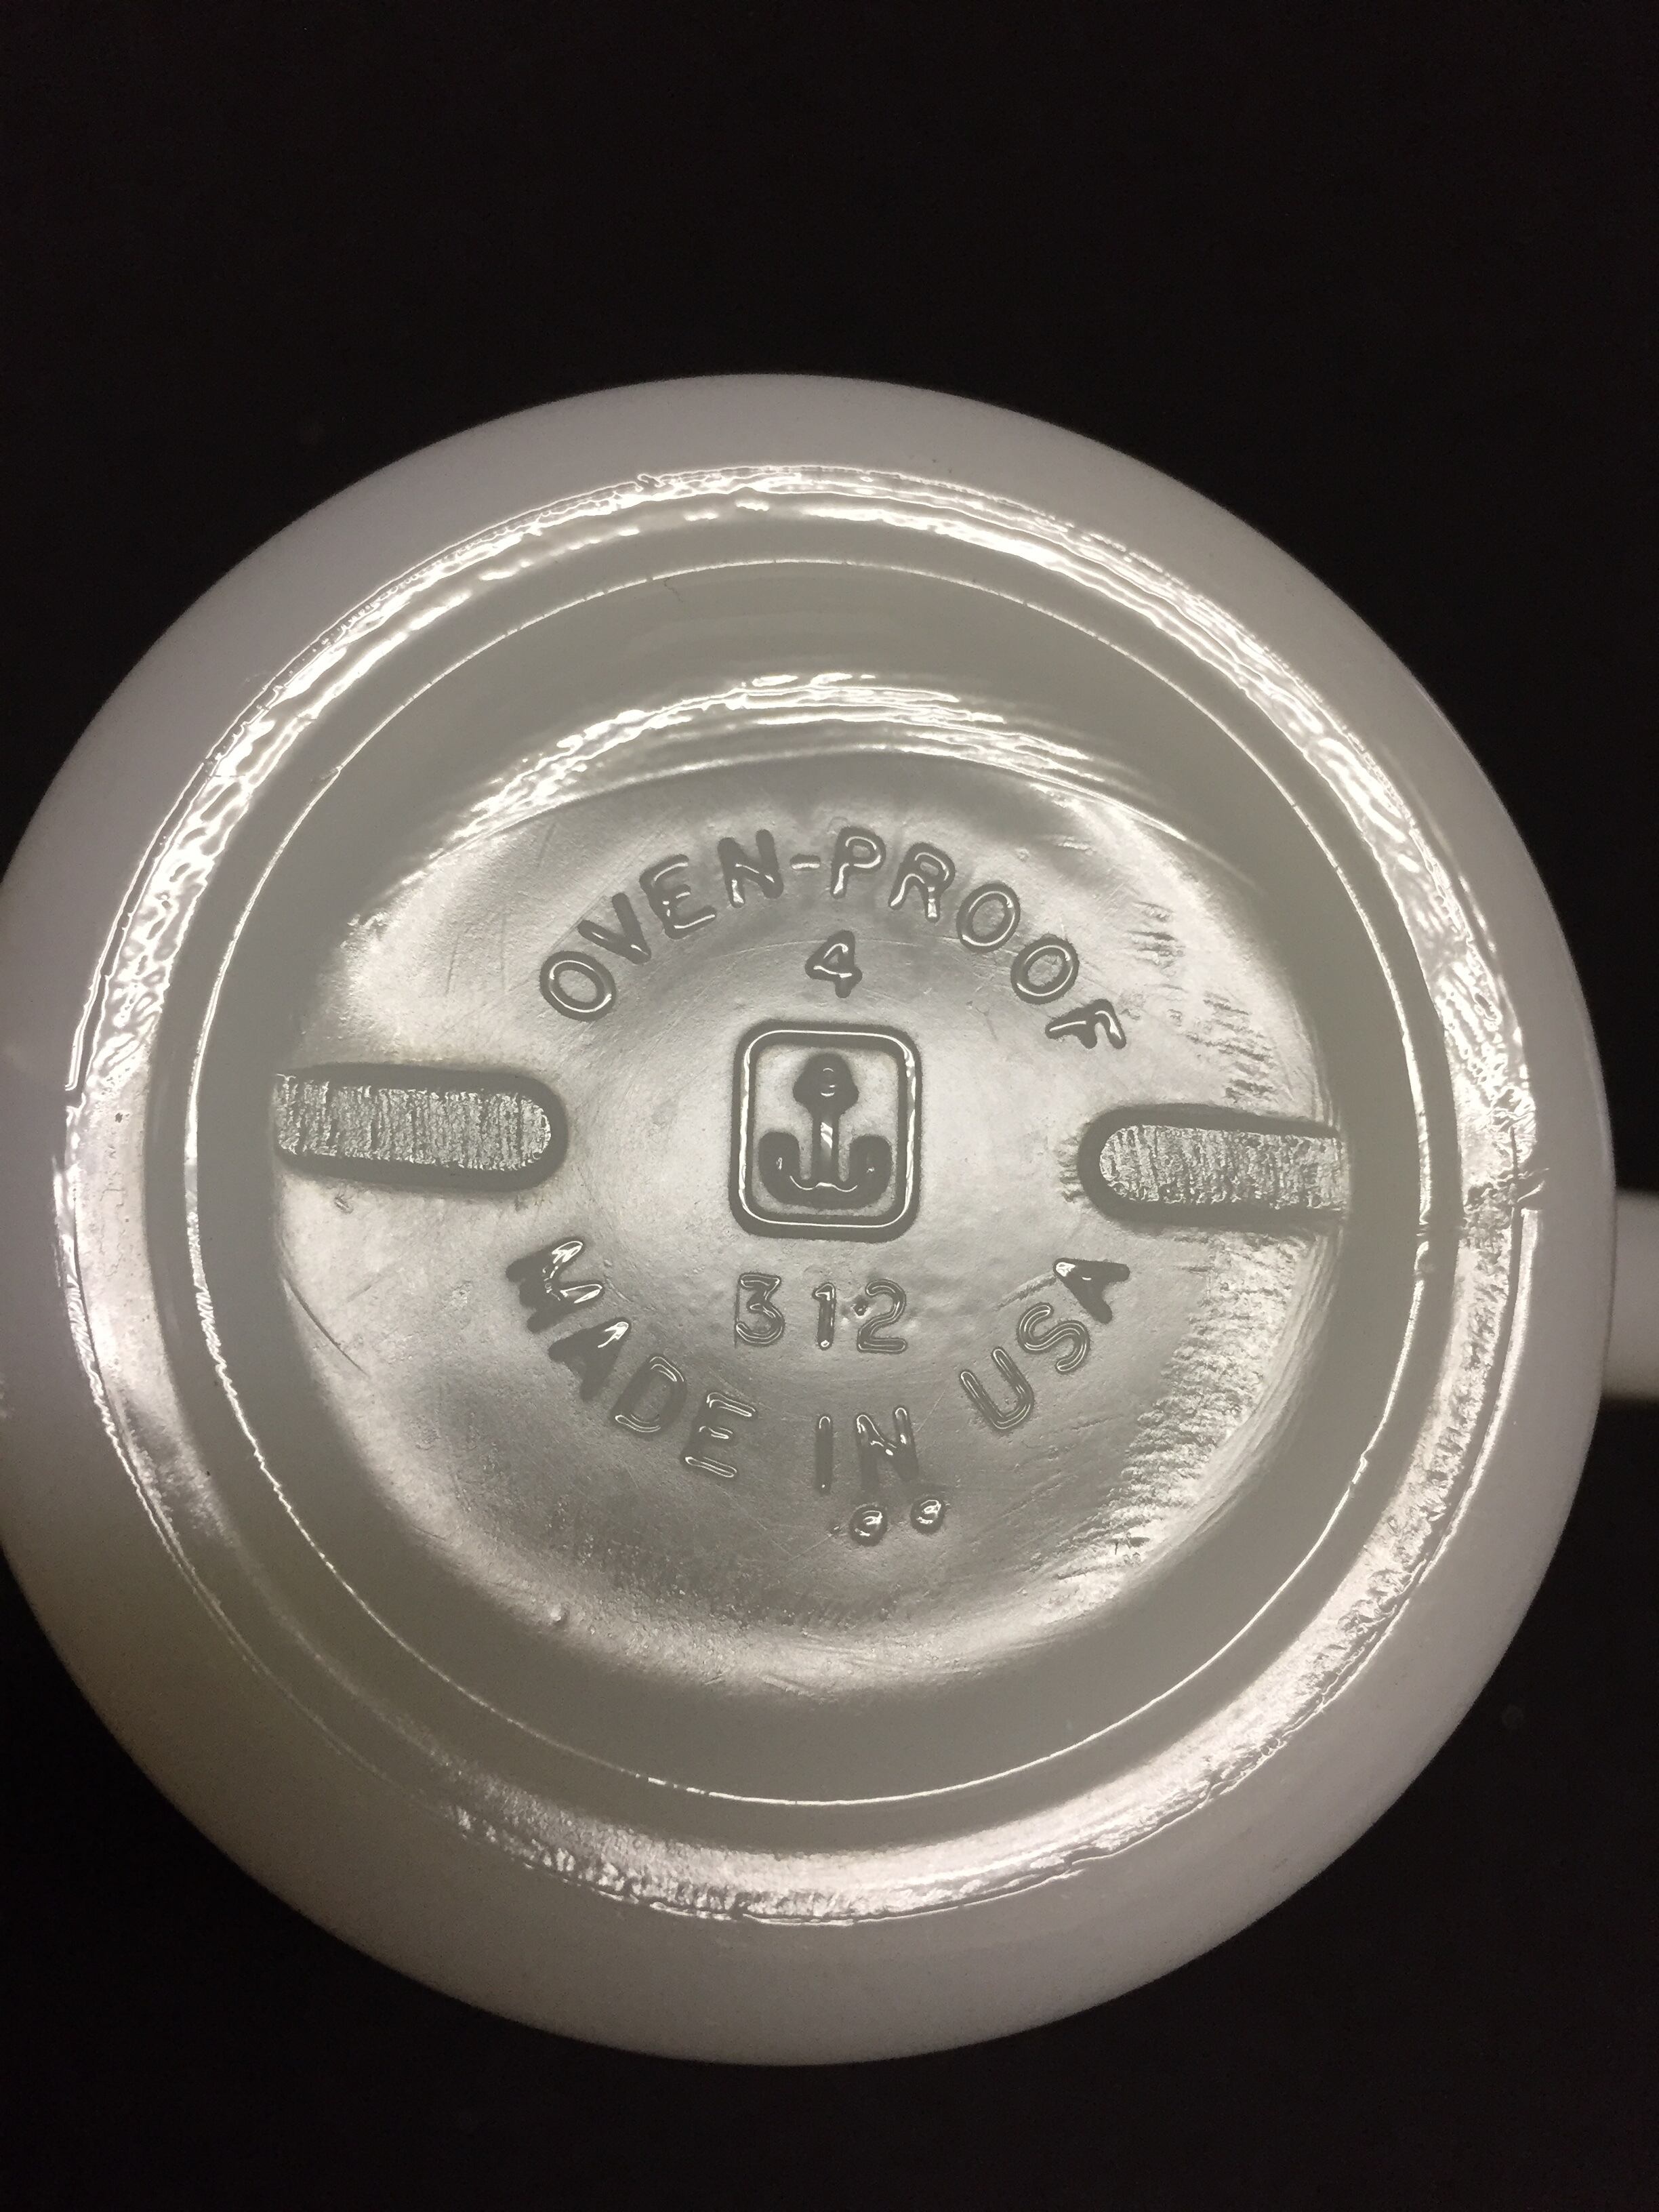 OVEN-PROOF
4
312
MADE IN USA